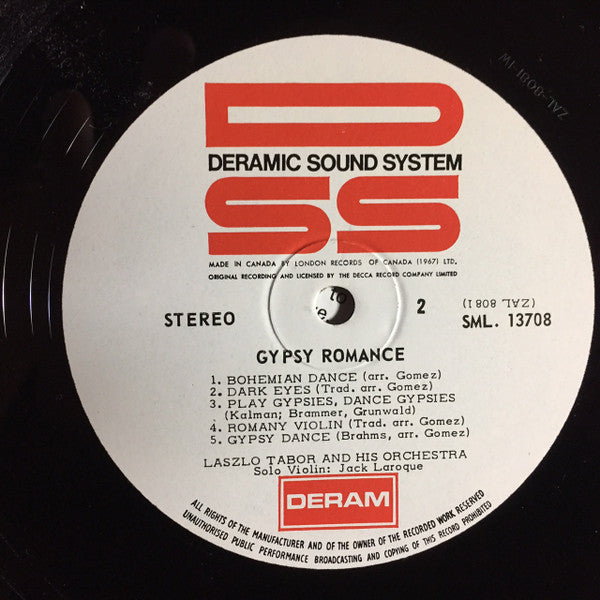 DSS
DERAMIC SOUND SYSTEM
MADE IN CANADA BY LONDON RECORDS OF CANADA (1967) LTD.
ORIGINAL RECORDING AND LICENSED BY THE DECCA RECORD COMPANY LIMITED
STEREO
2
(ZAL 8081)
SML. 13708
GYPSY ROMANCE
1. BOHEMIAN DANCE (arr. Gomez)
2. DARK EYES (Trad. arr. Gomez)
3. PLAY GYPSIES, DANCE GYPSIES
(Kalman; Brammer, Grunwald)
4. ROMANY VIOLIN (Trad. arr. Gomez)
5. GYPSY DANCE (Brahms, arr. Gomez)
LASZLO TABOR AND HIS ORCHESTRA
Solo Violin: Jack Laroque
DERAM
ALL RIGHTS OF THE MANUFACTURER AND OF THE OWNER OF THE RECORDED WORK RESERVED
UNAUTHORISED PUBLIC PERFORMANCE BROADCASTING AND COPYING OF THIS RECORD PROHIBITED
ZAL-8081-1W
to